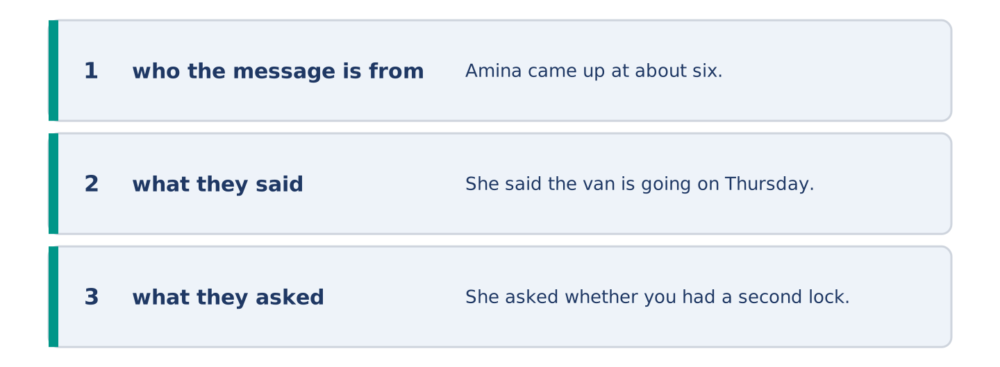 1 who the message is from Amina came up at about six.
2 what they said She said the van is going on Thursday.
3 what they asked She asked whether you had a second lock.